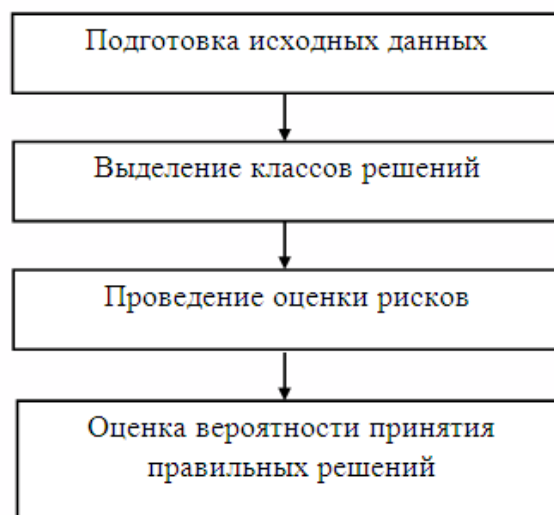 Подготовка исходных данных
Выделение классов решений
Проведение оценки рисков
Оценка вероятности принятия
правильных решений